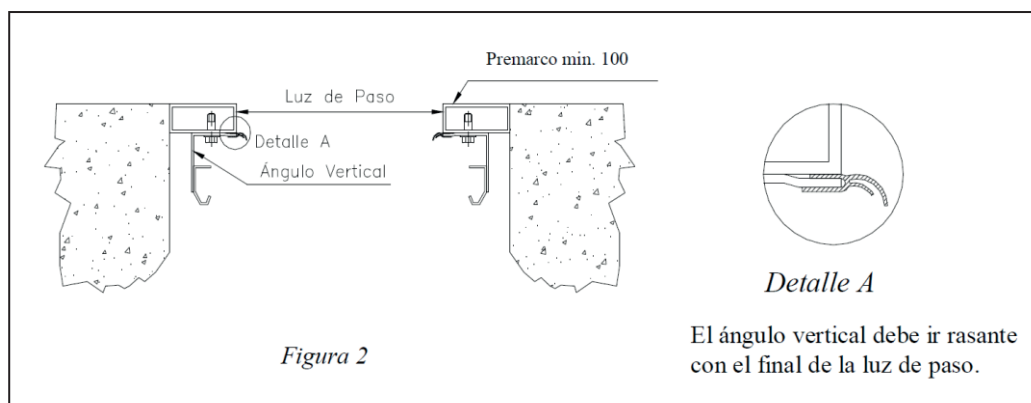 Premarco min. 100
Luz de Paso
Detalle A
Ángulo Vertical
Figura 2
Detalle A
El ángulo vertical debe ir rasante
con el final de la luz de paso.